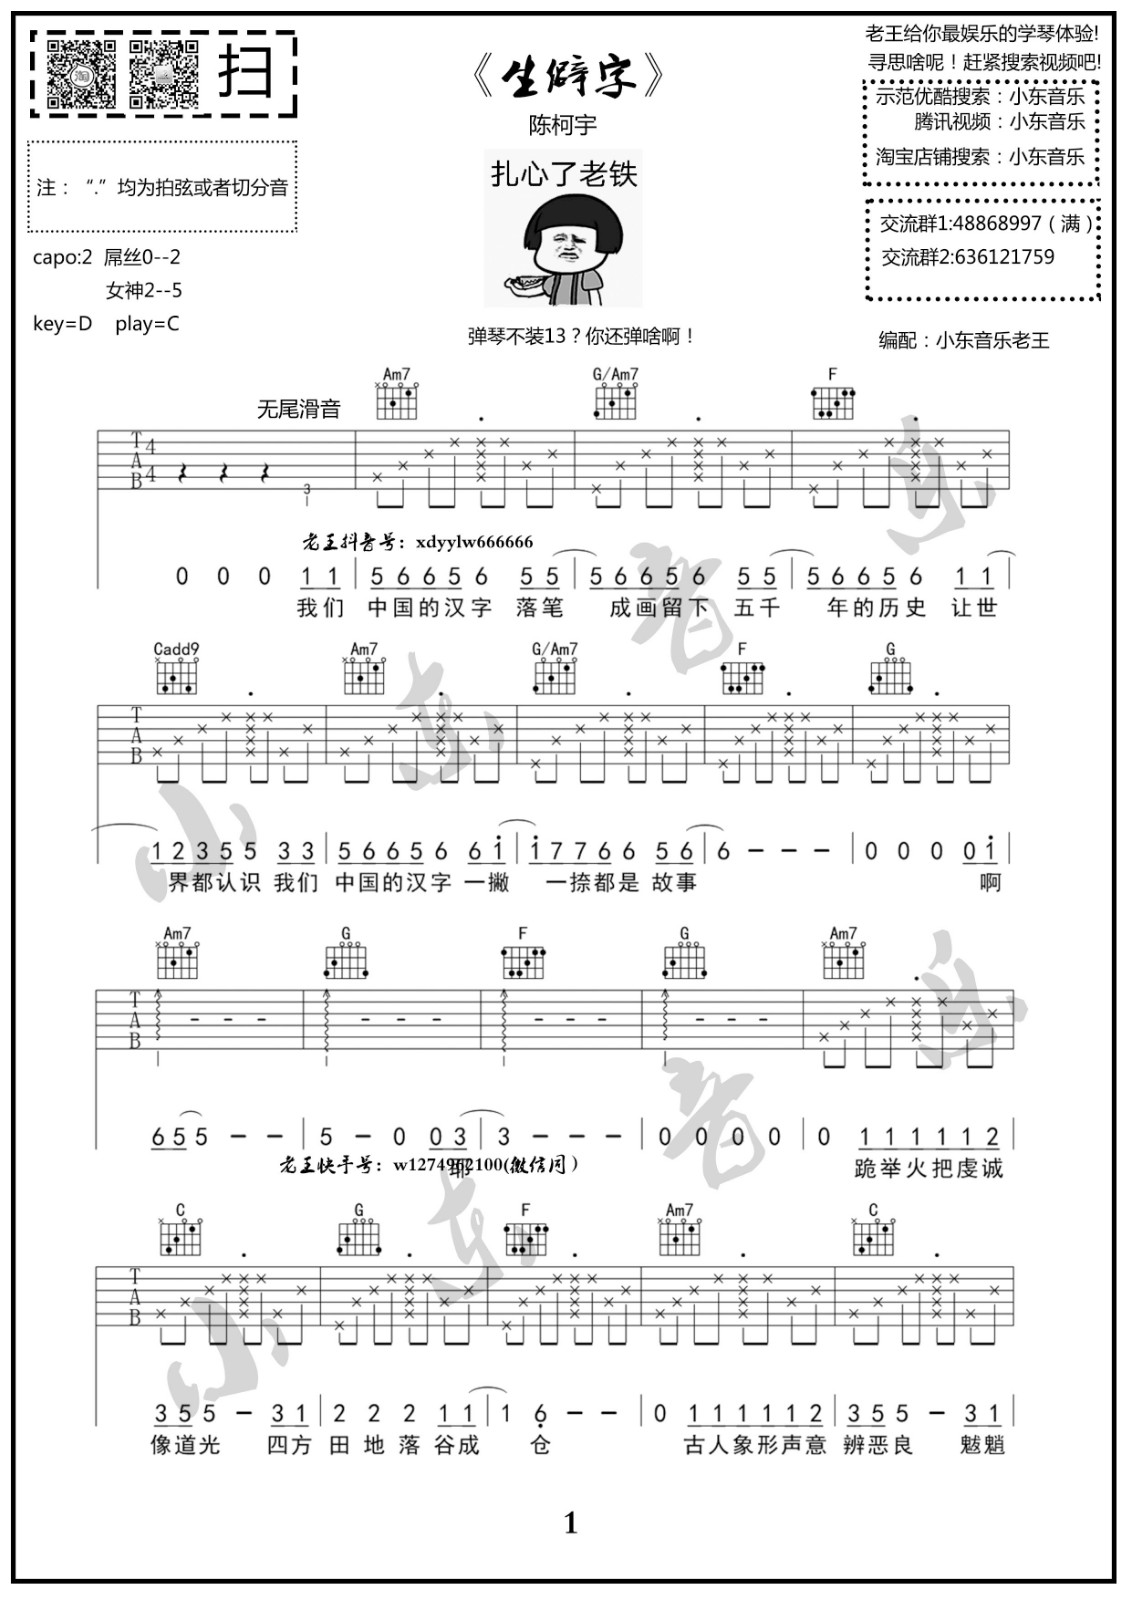 扫
《生僻字》
陈柯宇
老王给你最娱乐的学琴体验!
寻思啥呢！赶紧搜索视频吧!
示范优酷搜索：小东音乐
腾讯视频：小东音乐
淘宝店铺搜索：小东音乐
注：“.”均为拍弦或者切分音
扎心了老铁
交流群1:48868997（满）
交流群2:636121759
capo:2 屌丝0--2
女神2--5
key=D play=C
弹琴不装13？你还弹啥啊！
编配：小东音乐老王
Am7 G/Am7 F
无尾滑音
T A B 4 4
3
老王抖音号：xdyylw666666
0 0 0 1 1 | 5 6 6 5 6 5 5 | 5 6 6 5 6 5 5 | 5 6 6 5 6 1 1 |
我们 中国的汉字 落笔 成画留下 五千 年的历史 让世
Cadd9 Am7 G/Am7 F G
T A B
1 2 3 5 5 3 3 | 5 6 6 5 6 6 i | i 7 7 6 6 5 6 | 6 - - - | 0 0 0 0 i |
界都认识 我们 中国的汉字 一撇 一捺都是 故事 啊
Am7 G F G Am7
T A B
6 5 5 - - | 5 - 0 0 3 | 3 - - - | 0 0 0 0 | 0 1 1 1 1 1 2 |
老王快手号：w1274962100(微信同） 耶
跪举火把虔诚
C G F Am7 C
T A B
3 5 5 - 3 1 | 2 2 2 1 1 | 1 6 - - | 0 1 1 1 1 1 2 | 3 5 5 - 3 1 |
像道光 四方 田地落谷成 仓 古人象形声意 辨恶良 魃魈
小东音乐
小东音乐
1